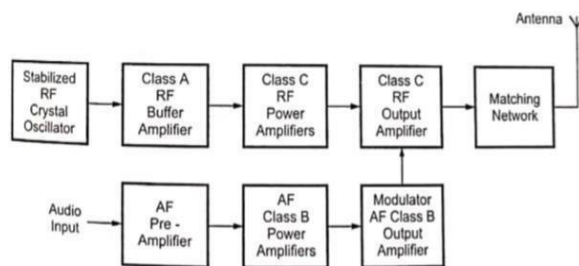 Antenna
Stabilized
RF
Crystal
Oscillator
Class A
RF
Buffer
Amplifier
Class C
RF
Power
Amplifiers
Class C
RF
Output
Amplifier
Matching
Network
Audio
Input
AF
Pre -
Amplifier
AF
Class B
Power
Amplifiers
Modulator
AF Class B
Output
Amplifier